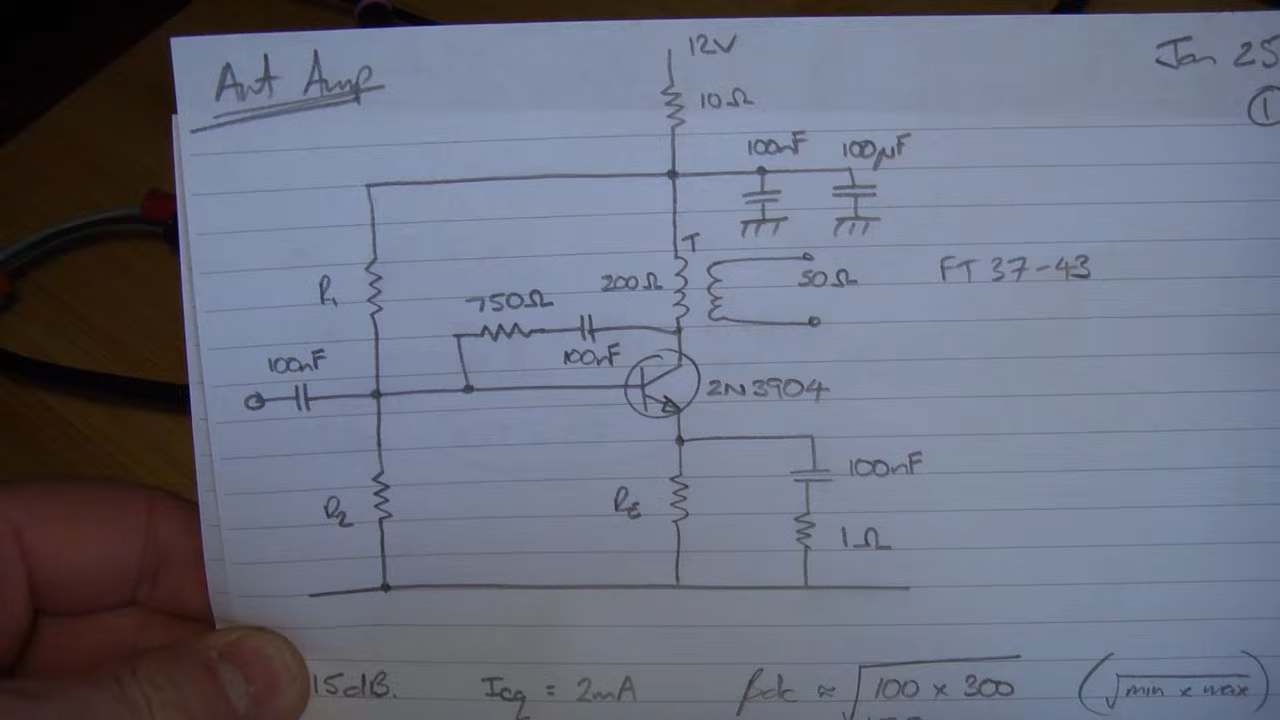 Ant Amp
Jan 25
1
12V
10Ω
100nF
100µF
T
R1
200Ω
50Ω
FT 37-43
750Ω
100nF
100nF
2N3904
100nF
R2
RE
1Ω
15dB. Icq = 2mA βdc ≈ √100 × 300 (√min × max)